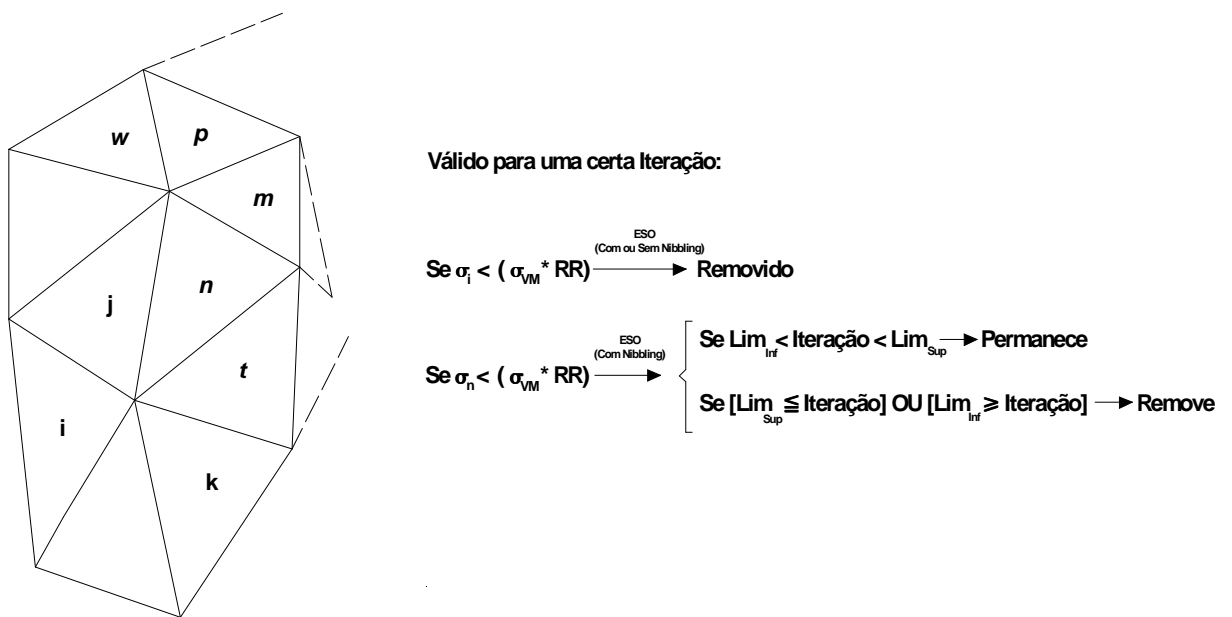 w
p
m
j
n
t
i
k
Válido para uma certa Iteração:
ESO
(Com ou Sem Nibbling)
Se σi < ( σVM * RR) → Removido
ESO
(Com Nibbling)
Se σn < ( σVM * RR) →
Se LimInf < Iteração < LimSup → Permanece
Se [LimSup ≦ Iteração] OU [LimInf ⩾ Iteração] → Remove